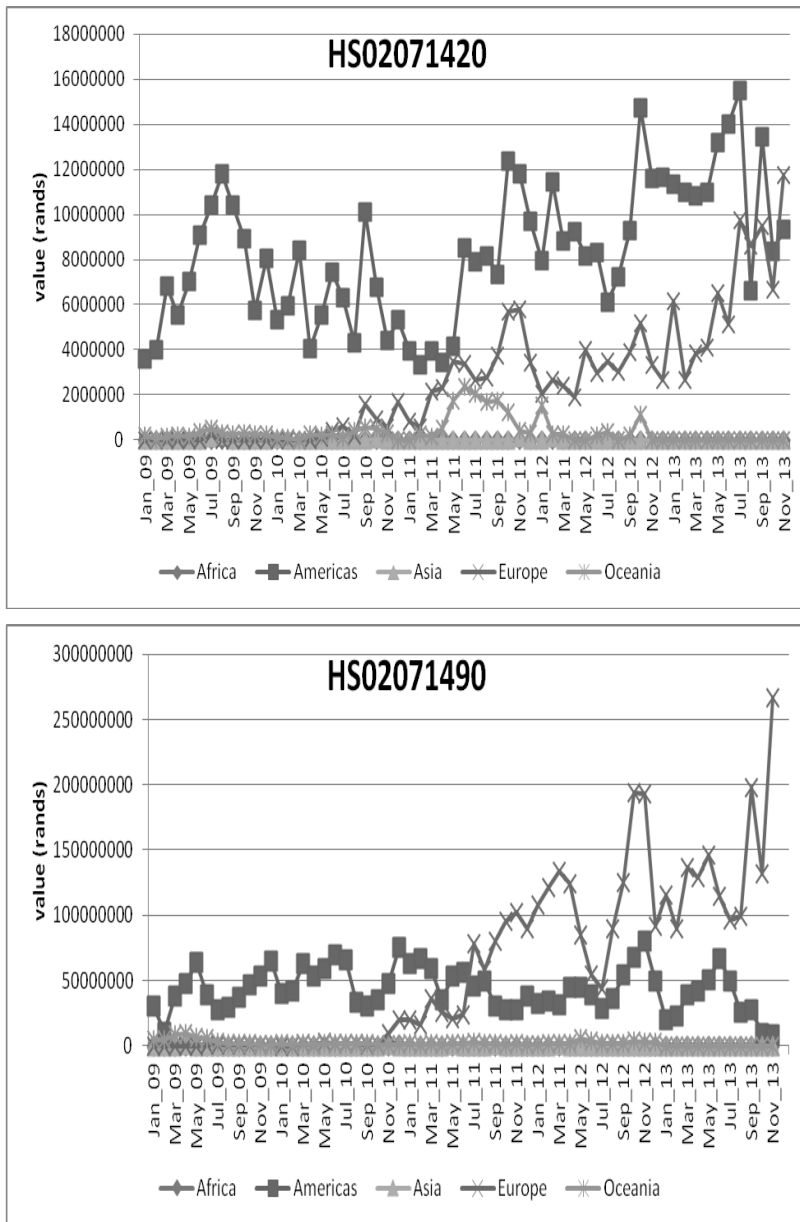 HS02071420
value (rands)
18000000
16000000
14000000
12000000
10000000
8000000
6000000
4000000
2000000
0
Jan_09
Mar_09
May_09
Jul_09
Sep_09
Nov_09
Jan_10
Mar_10
May_10
Jul_10
Sep_10
Nov_10
Jan_11
Mar_11
May_11
Jul_11
Sep_11
Nov_11
Jan_12
Mar_11
May_12
Jul_12
Sep_12
Nov_12
Jan_13
Mar_13
May_13
Jul_13
Sep_13
Nov_13
Africa Americas Asia Europe Oceania
HS02071490
value (rands)
300000000
250000000
200000000
150000000
100000000
50000000
0
Jan_09
Mar_09
May_09
Jul_09
Sep_09
Nov_09
Jan_10
Mar_10
May_10
Jul_10
Sep_10
Nov_10
Jan_11
Mar_11
May_11
Jul_11
Sep_11
Nov_11
Jan_12
Mar_11
May_12
Jul_12
Sep_12
Nov_12
Jan_13
Mar_13
May_13
Jul_13
Sep_13
Nov_13
Africa Americas Asia Europe Oceania